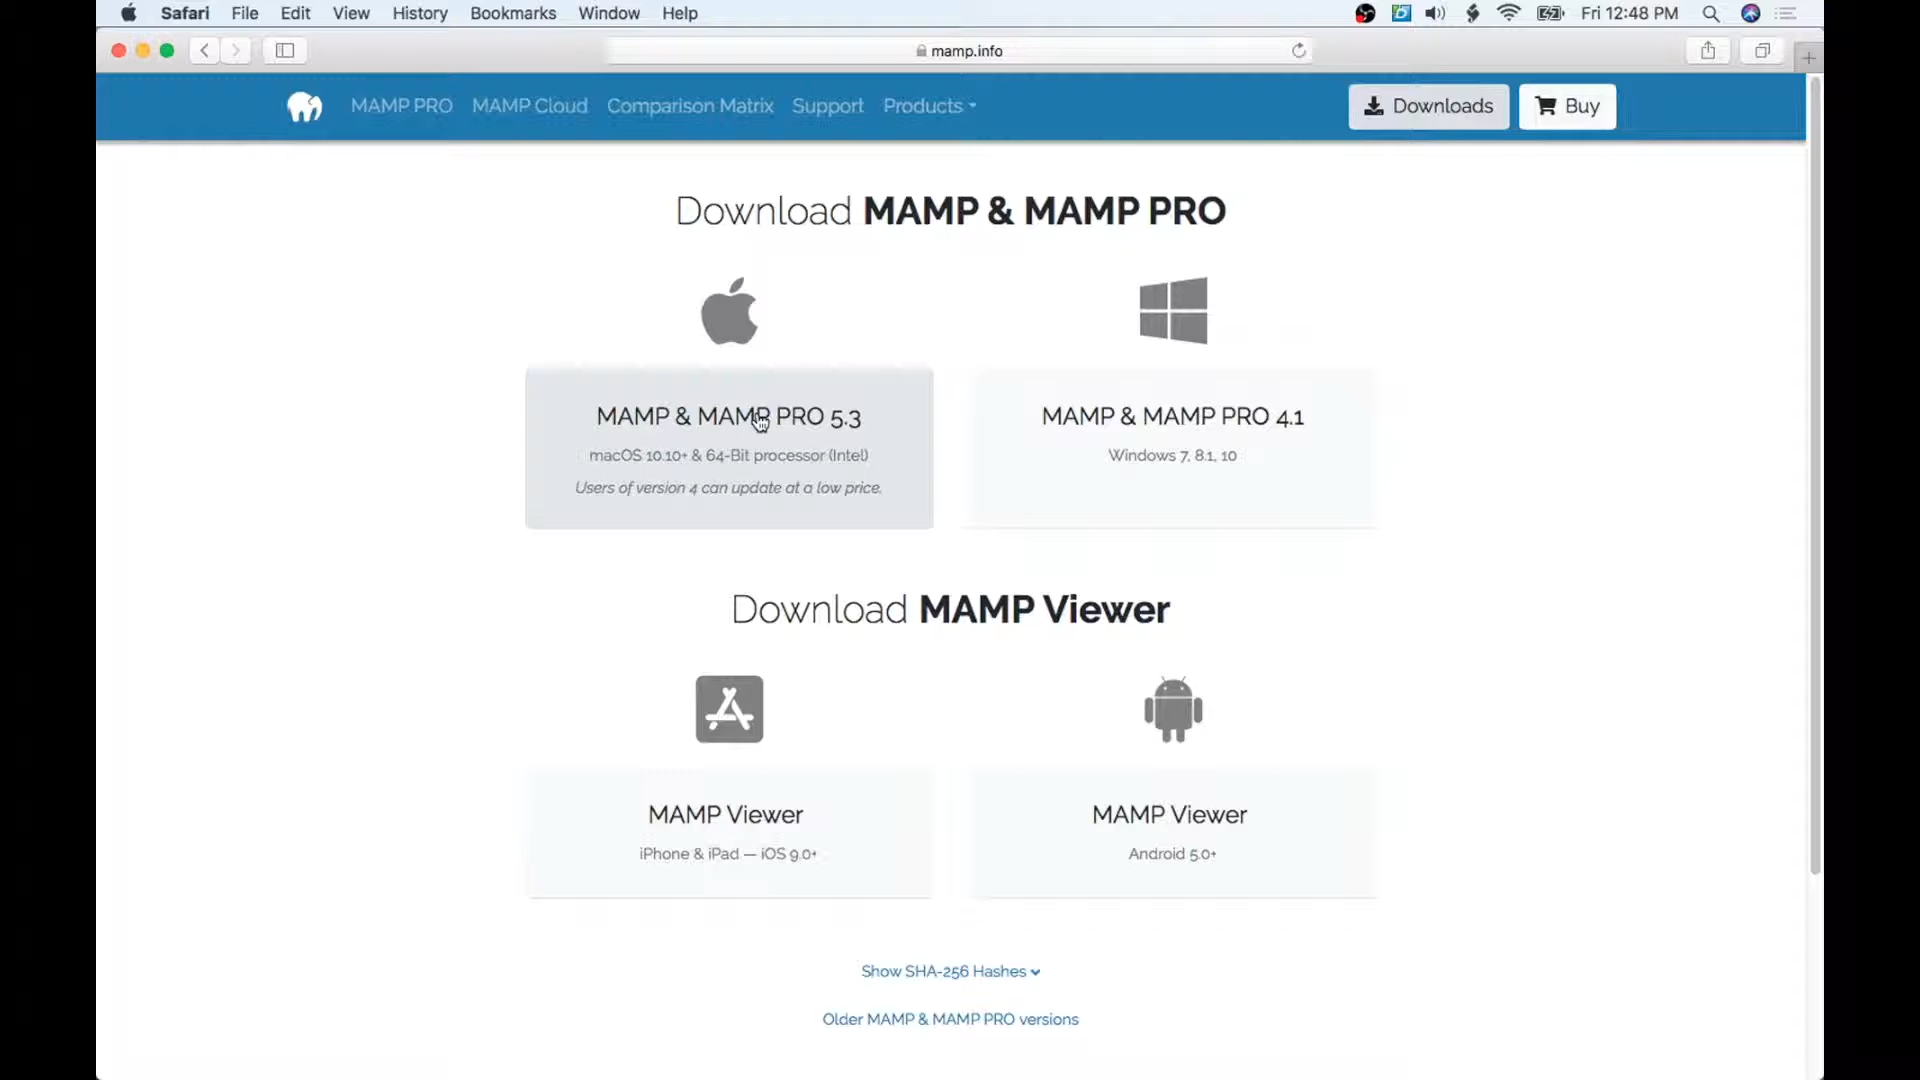 Safari File Edit View History Bookmarks Window Help Fri 12:48 PM
mamp.info
MAMP PRO MAMP Cloud Comparison Matrix Support Products Downloads Buy
Download MAMP & MAMP PRO
MAMP & MAMP PRO 5.3
macOS 10.10+ & 64-Bit processor (Intel)
Users of version 4 can update at a low price.
MAMP & MAMP PRO 4.1
Windows 7, 8.1, 10
Download MAMP Viewer
MAMP Viewer
iPhone & iPad — iOS 9.0+
MAMP Viewer
Android 5.0+
Show SHA-256 Hashes
Older MAMP & MAMP PRO versions